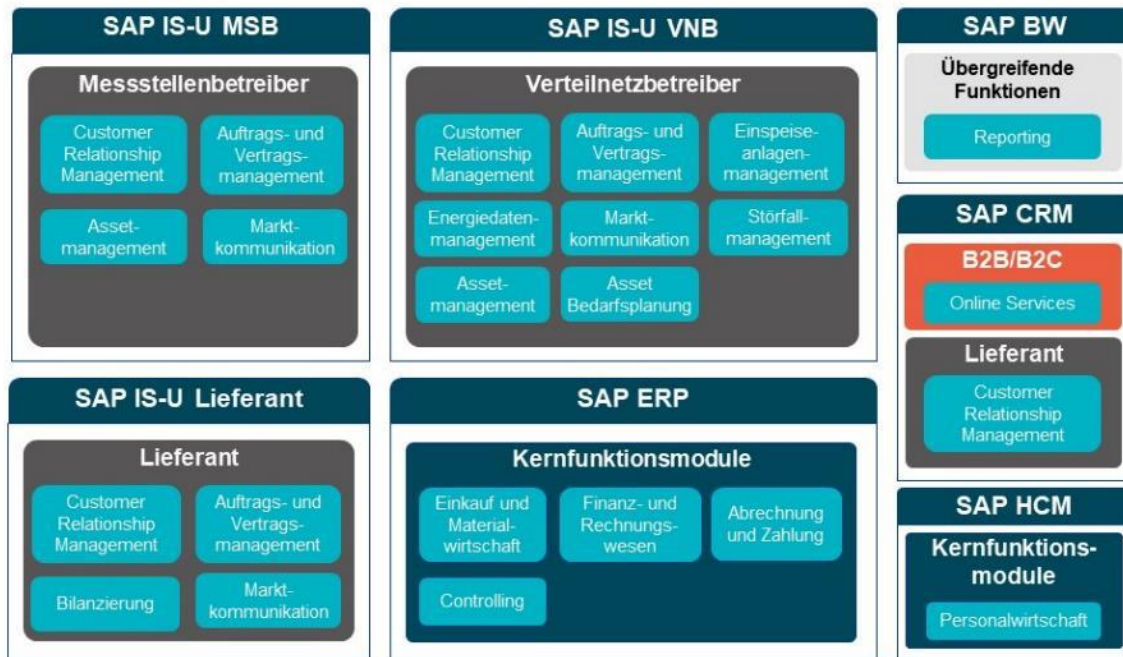 SAP IS-U MSB
Messstellenbetreiber
Customer
Relationship
Management
Auftrags- und
Vertrags-
management
Asset-
management
Markt-
kommunikation
SAP IS-U VNB
Verteilnetzbetreiber
Customer
Relationship
Management
Auftrags- und
Vertrags-
management
Einspeise-
anlagen-
management
Energiedaten-
management
Markt-
kommunikation
Störfall-
management
Asset-
management
Asset
Bedarfsplanung
SAP BW
Übergreifende
Funktionen
Reporting
SAP CRM
B2B/B2C
Online Services
Lieferant
Customer
Relationship
Management
SAP IS-U Lieferant
Lieferant
Customer
Relationship
Management
Auftrags- und
Vertrags-
management
Bilanzierung
Markt-
kommunikation
SAP ERP
Kernfunktionsmodule
Einkauf und
Material-
wirtschaft
Finanz- und
Rechnungs-
wesen
Abrechnung
und Zahlung
Controlling
SAP HCM
Kernfunktions-
module
Personalwirtschaft